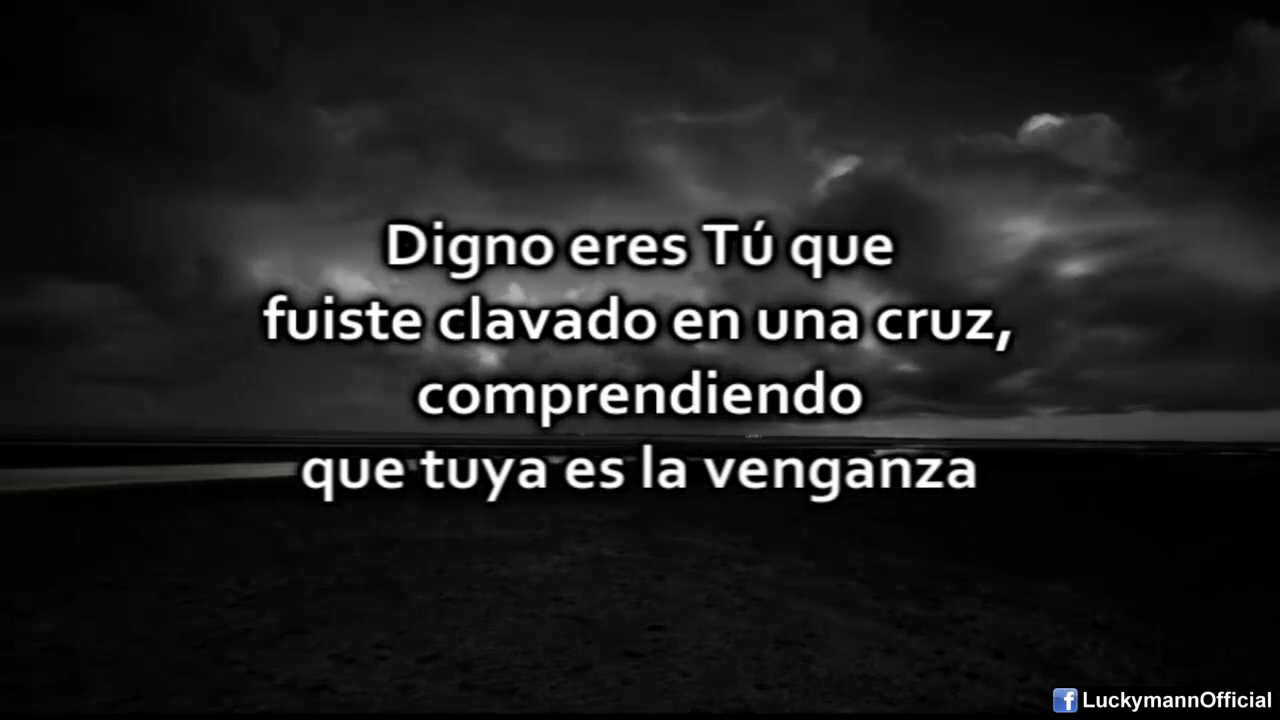 Digno eres Tú que
fuiste clavado en una cruz,
comprendiendo
que tuya es la venganza
f LuckymannOfficial